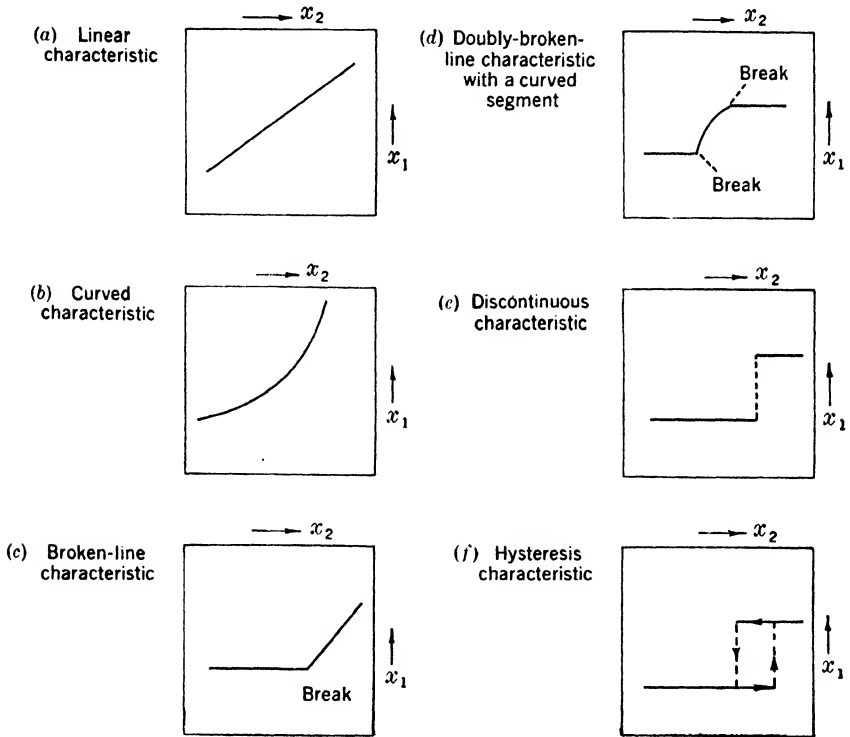 x₂
(a) Linear
characteristic
x₁
x₂
(b) Curved
characteristic
x₁
x₂
(c) Broken-line
characteristic
Break
x₁
x₂
(d) Doubly-broken-
line characteristic
with a curved
segment
Break
Break
x₁
x₂
(e) Discontinuous
characteristic
x₁
x₂
(f) Hysteresis
characteristic
x₁